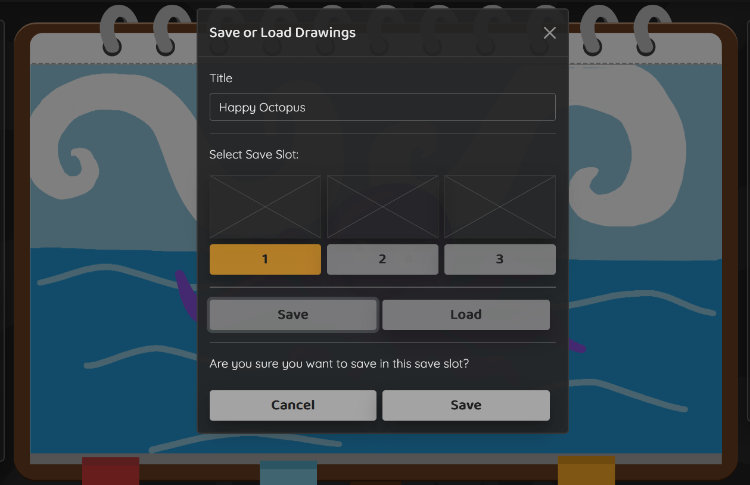 Save or Load Drawings
Title
Happy Octopus
Select Save Slot:
1 2 3
Save Load
Are you sure you want to save in this save slot?
Cancel Save